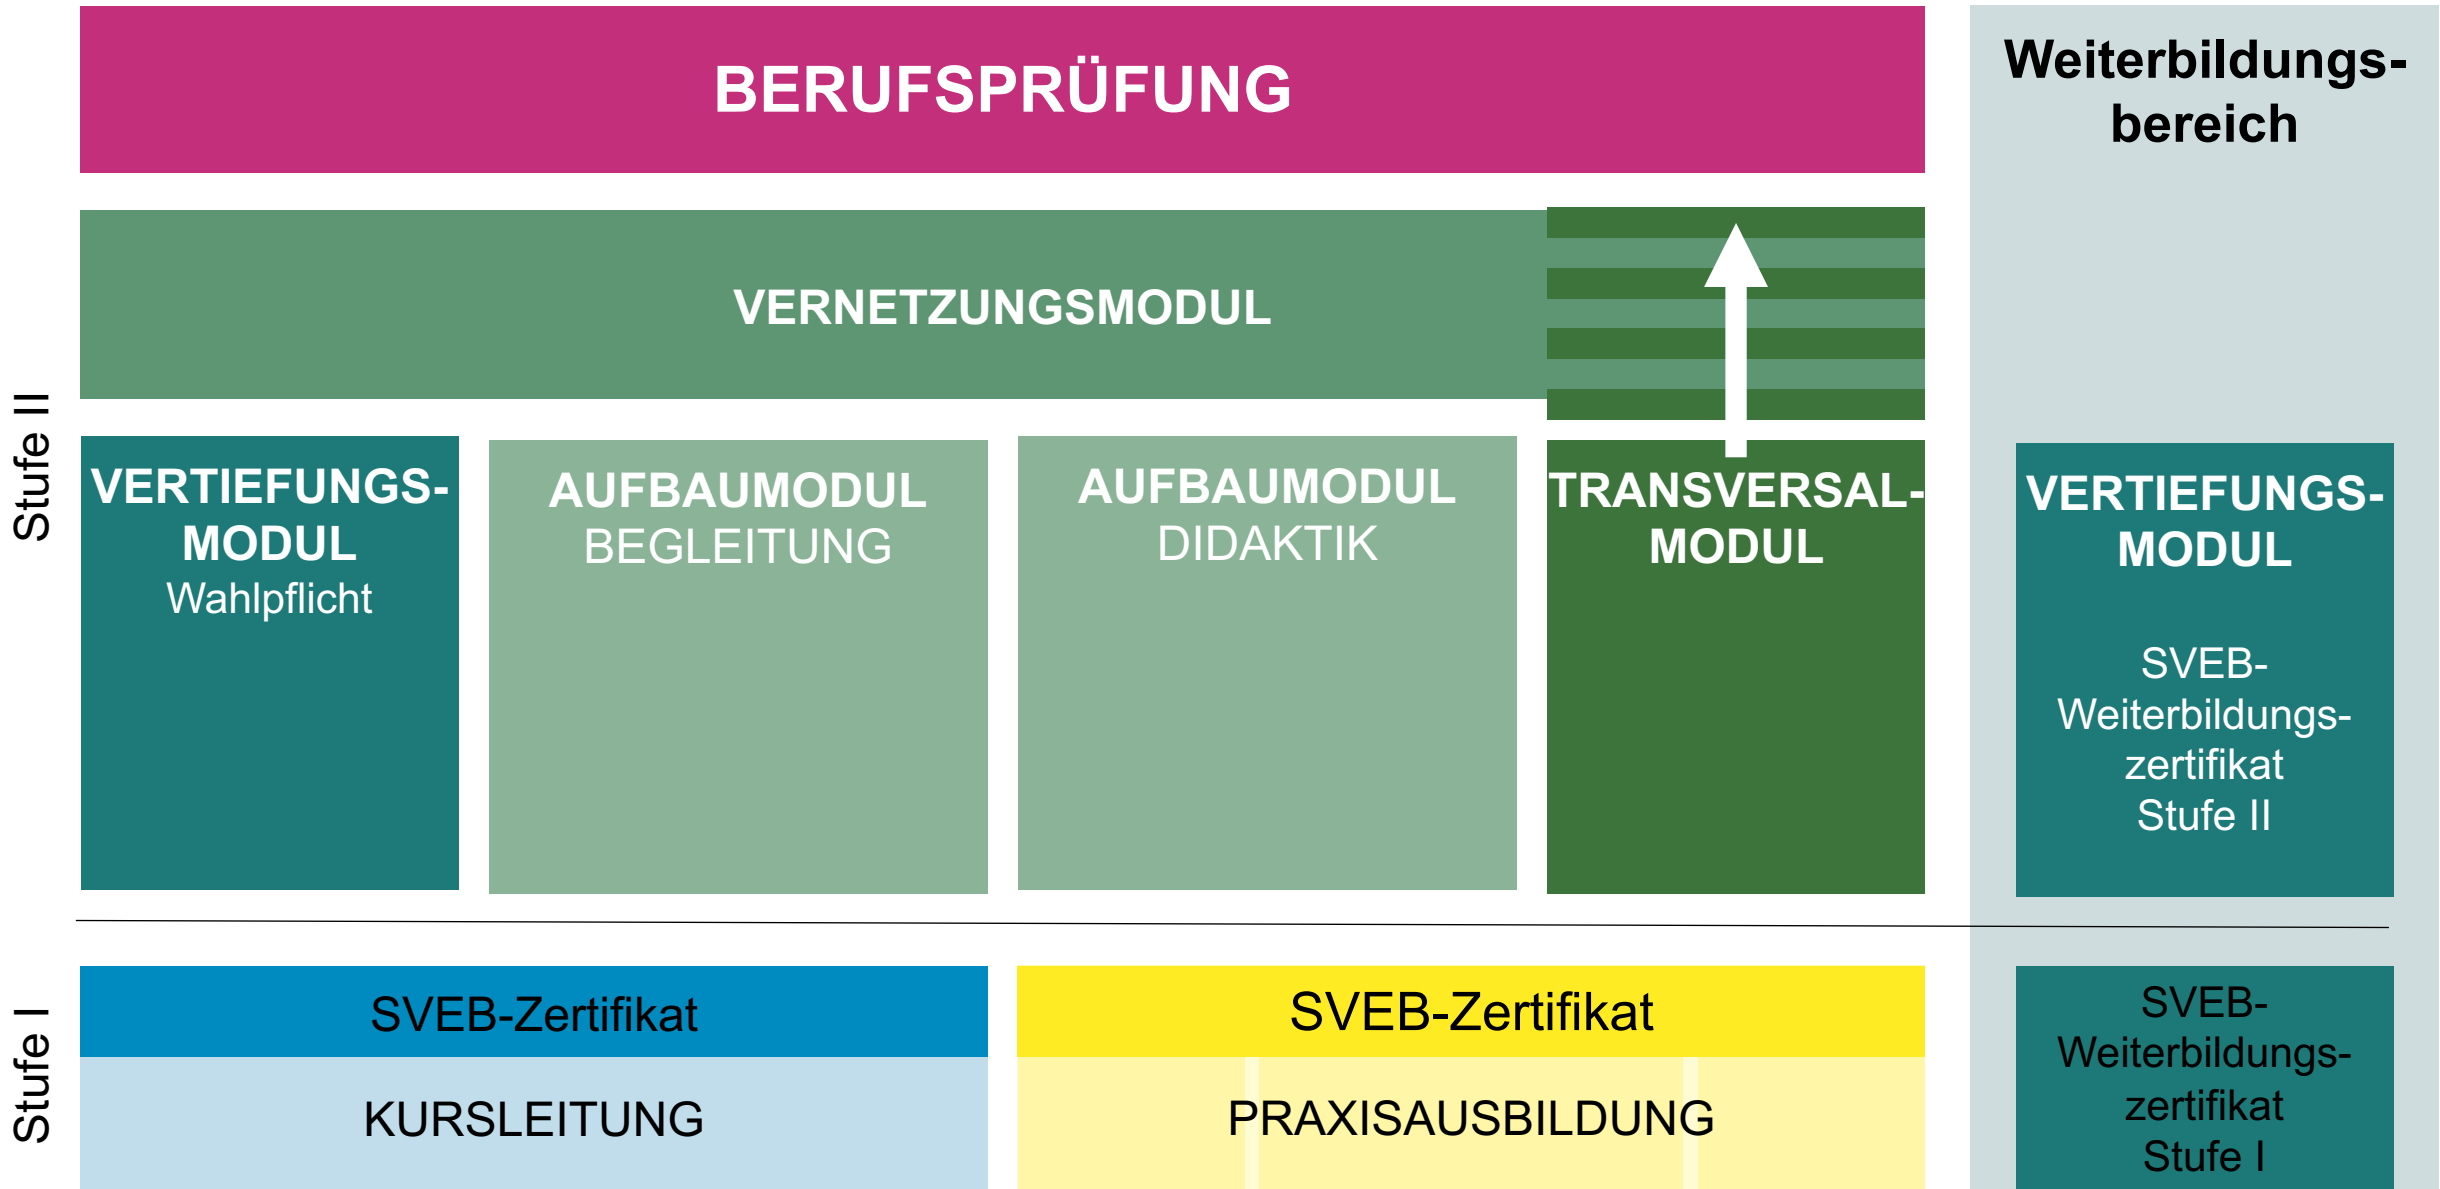 BERUFSPRÜFUNG
Weiterbildungs-
bereich
Stufe II
VERNETZUNGSMODUL
VERTIEFUNGS-
MODUL
Wahlpflicht
AUFBAUMODUL
BEGLEITUNG
AUFBAUMODUL
DIDAKTIK
TRANSVERSAL-
MODUL
VERTIEFUNGS-
MODUL
SVEB-
Weiterbildungs-
zertifikat
Stufe II
Stufe I
SVEB-Zertifikat
KURSLEITUNG
SVEB-Zertifikat
PRAXISAUSBILDUNG
SVEB-
Weiterbildungs-
zertifikat
Stufe I